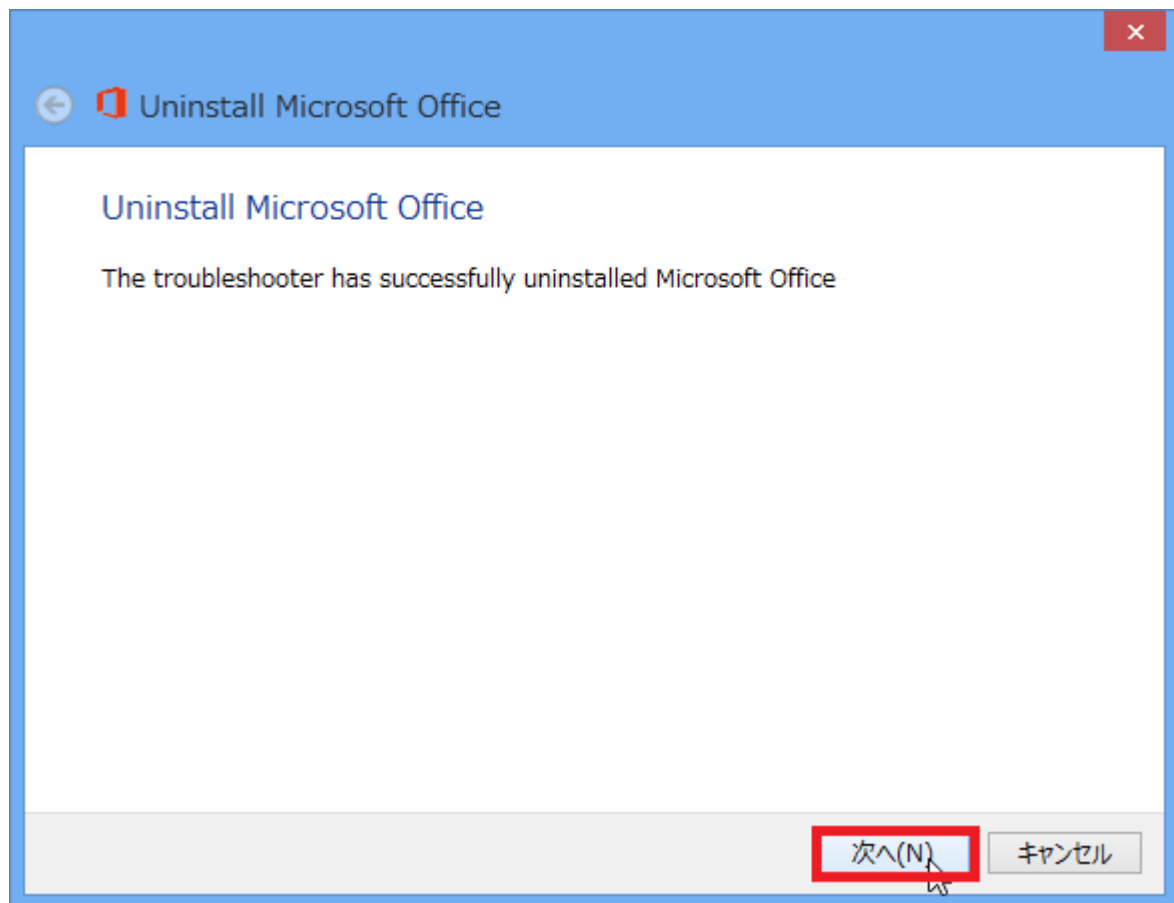 Uninstall Microsoft Office
Uninstall Microsoft Office
The troubleshooter has successfully uninstalled Microsoft Office
次へ(N)
キャンセル